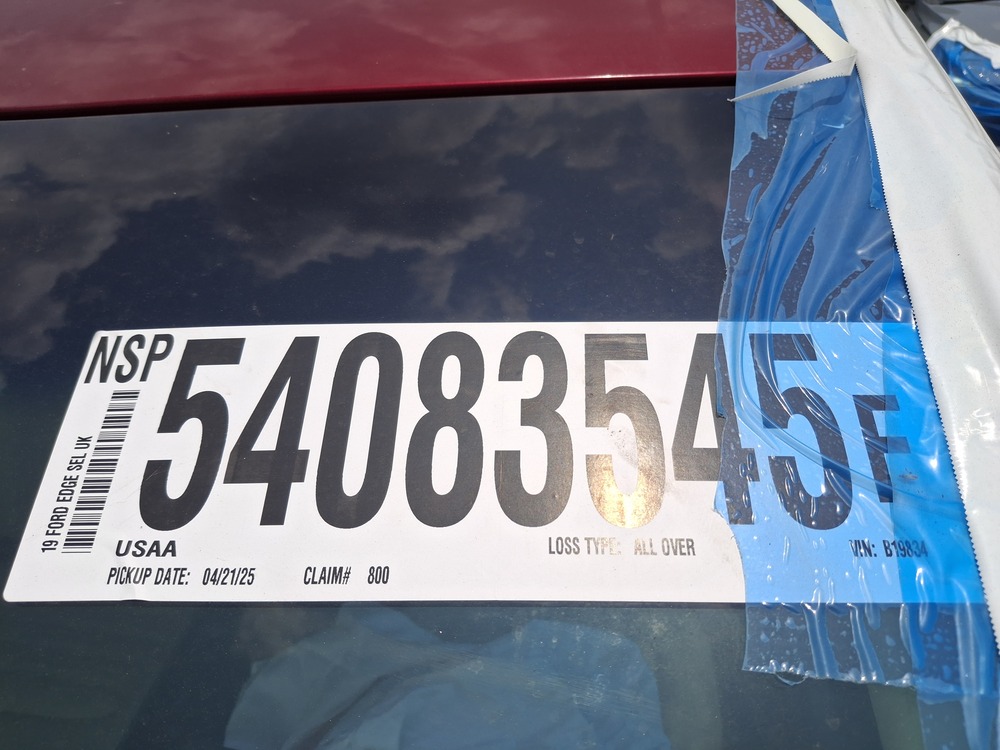 NSP
54083545F
19 FORD EDGE SEL UK
USAA
LOSS TYPE: ALL OVER
VIN: B19834
PICKUP DATE: 04/21/25 CLAIM# 800